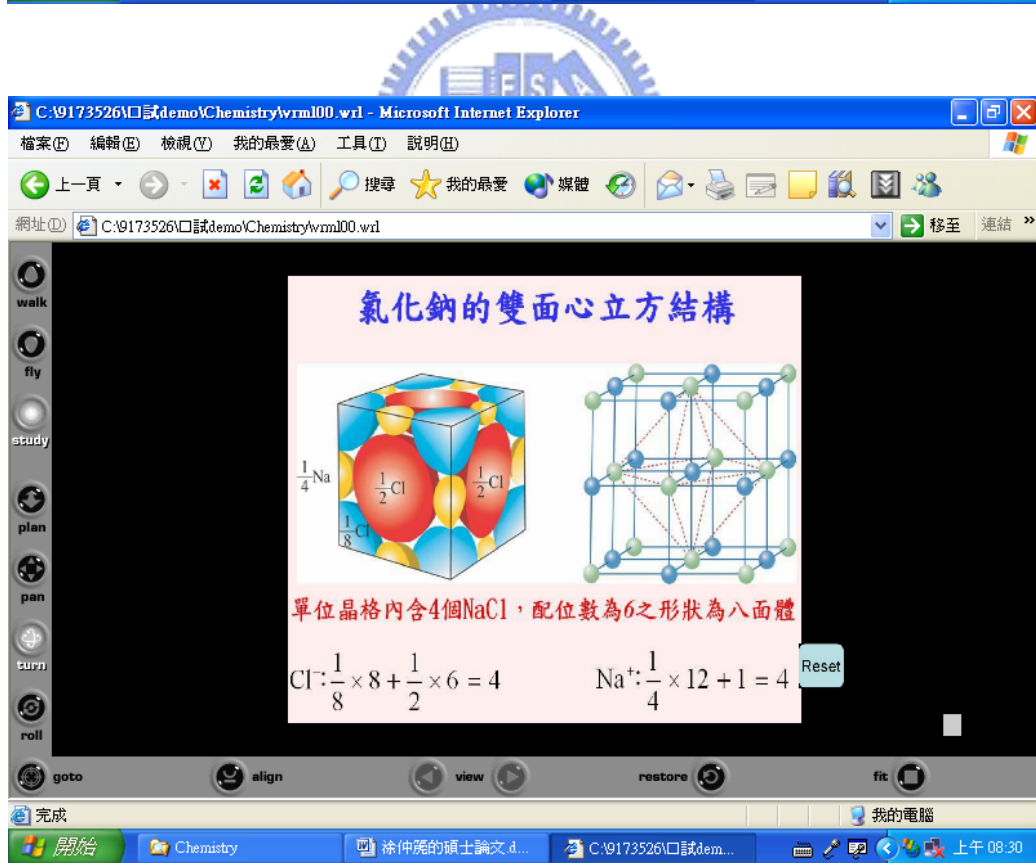 ES
C:\9173526\口試demo\Chemistry\wrml00.wrl - Microsoft Internet Explorer
檔案(F) 編輯(E) 檢視(V) 我的最愛(A) 工具(T) 說明(H)
上一頁 搜尋 我的最愛 媒體
網址(D) C:\9173526\口試demo\Chemistry\wrml00.wrl 移至 連結 »
walk
fly
study
plan
pan
turn
roll
氯化鈉的雙面心立方結構
1/4 Na
1/2 Cl
1/2 Cl
1/8 Cl
單位晶格內含4個NaCl,配位數為6之形狀為八面體
Cl⁻: 1/8 × 8 + 1/2 × 6 = 4 Na⁺: 1/4 × 12 + 1 = 4
Reset
goto align view restore fit
完成 我的電腦
開始 Chemistry 的碩士論文.d... C:\9173526\口試dem... 上午 08:30